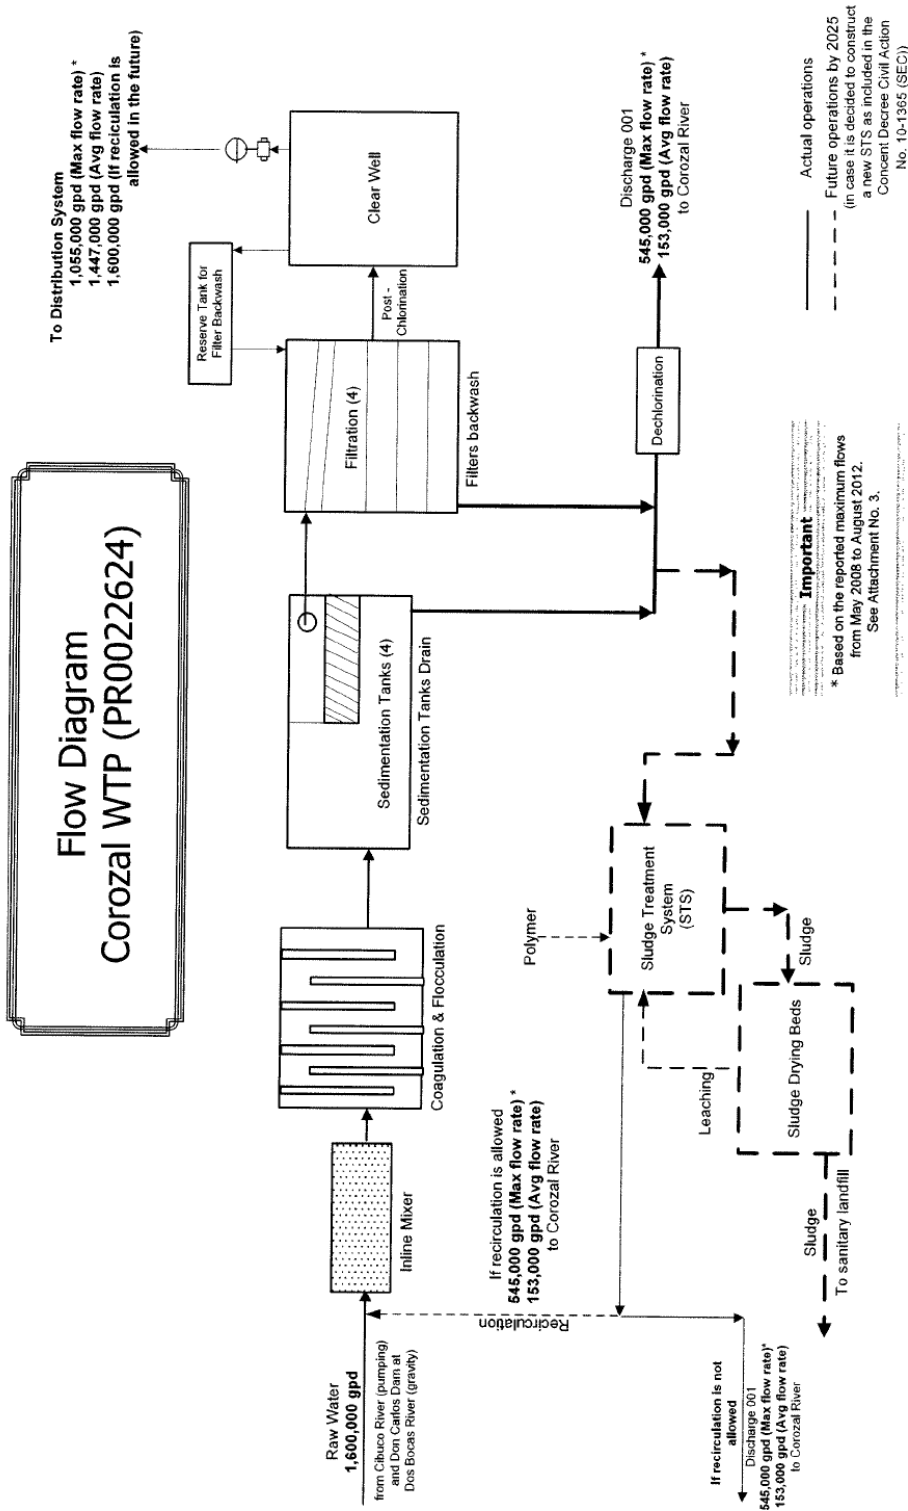 Flow Diagram
Corozal WTP (PR0022624)
To Distribution System
1,055,000 gpd (Max flow rate) *
1,447,000 gpd (Avg flow rate)
1,600,000 gpd (If reciculation is
allowed in the future)
Reserve Tank for
Filter Backwash
Raw Water
1,600,000 gpd
from Cibuco River (pumping)
and Don Carlos Dam at
Dos Bocas River (gravity)
Inline Mixer
Coagulation & Flocculation
Sedimentation Tanks (4)
Sedimentation Tanks Drain
Filtration (4)
Filters backwash
Post -
Chlorination
Clear Well
Recirculation
If recirculation is allowed
545,000 gpd (Max flow rate) *
153,000 gpd (Avg flow rate)
to Corozal River
Polymer
Dechlorination
Discharge 001
545,000 gpd (Max flow rate) *
153,000 gpd (Avg flow rate)
to Corozal River
If recirculation is not
allowed
Discharge 001
545,000 gpd (Max flow rate)*
153,000 gpd (Avg flow rate)
to Corozal River
Leaching
Sludge Treatment
System
(STS)
Sludge
Sludge Drying Beds
Sludge
To sanitary landfill
Important
* Based on the reported maximum flows
from May 2008 to August 2012.
See Attachment No. 3.
Actual operations
Future operations by 2025
(in case it is decided to construct
a new STS as included in the
Concent Decree Civil Action
No. 10-1365 (SEC))